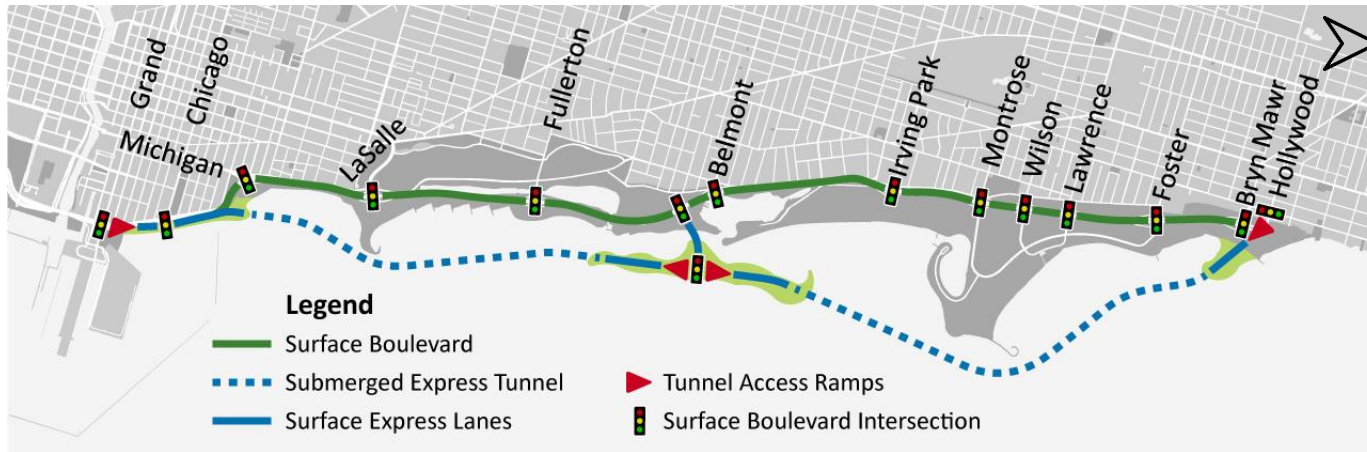 Grand
Chicago
Michigan
LaSalle
Fullerton
Belmont
Irving Park
Montrose
Wilson
Lawrence
Foster
Bryn Mawr
Hollywood
Legend
Surface Boulevard
Submerged Express Tunnel
Surface Express Lanes
Tunnel Access Ramps
Surface Boulevard Intersection